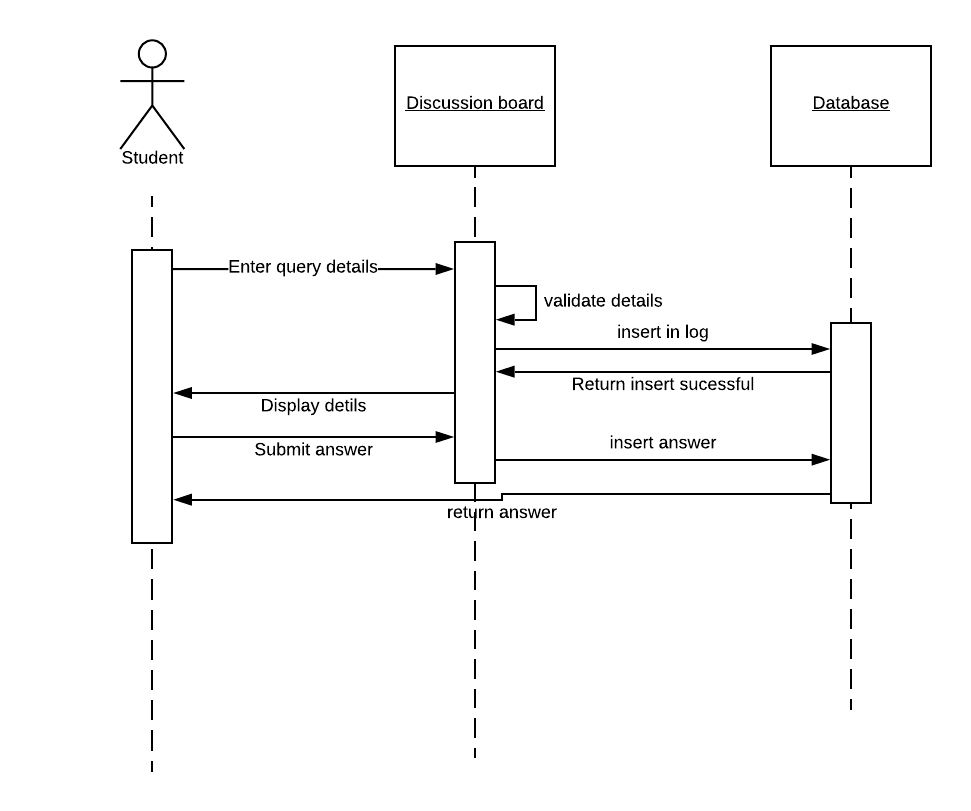 Student
Discussion board
Database
Enter query details
validate details
insert in log
Return insert sucessful
Display detils
Submit answer
insert answer
return answer